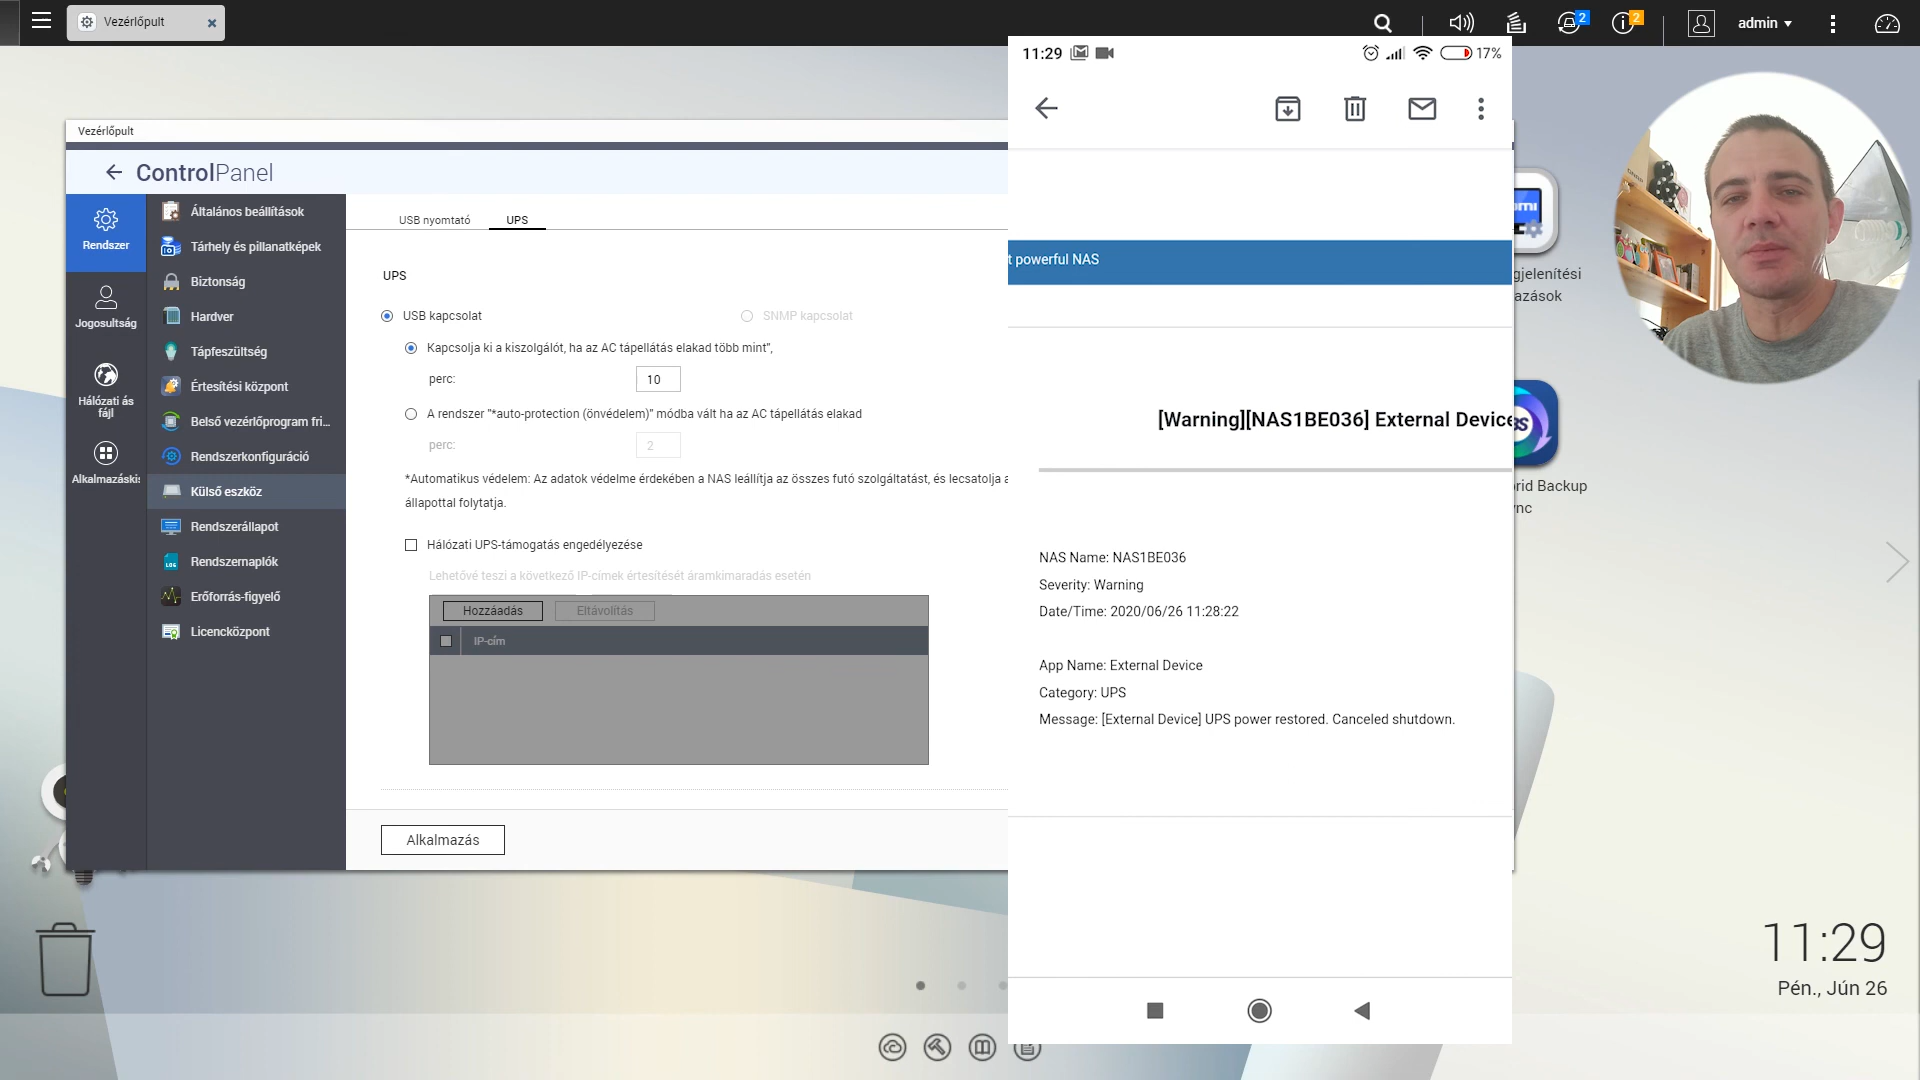 Vezérlőpult
2
2
admin
Vezérlőpult
ControlPanel
Rendszer
Jogosultság
Hálózati ás
fájl
Alkalmazáski
Általános beállítások
Tárhely és pillanatképek
Biztonság
Hardver
Tápfeszültség
Értesítési központ
Belső vezérlőprogram fri...
Rendszerkonfiguráció
Külső eszköz
Rendszerállapot
Rendszernaplók
Erőforrás-figyelő
Licencközpont
USB nyomtató
UPS
UPS
USB kapcsolat
SNMP kapcsolat
Kapcsolja ki a kiszolgálót, ha az AC tápellátás elakad több mint",
perc:
10
A rendszer "*auto-protection (önvédelem)" módba vált ha az AC tápellátás elakad
perc:
2
*Automatikus védelem: Az adatok védelme érdekében a NAS leállítja az összes futó szolgáltatást, és lecsatolja a
állapottal folytatja.
Hálózati UPS-támogatás engedélyezése
Lehetővé teszi a következő IP-címek értesítését áramkimaradás esetén
Hozzáadás
Eltávolítás
IP-cím
Alkalmazás
11:29
17%
t powerful NAS
[Warning][NAS1BE036] External Device
NAS Name: NAS1BE036
Severity: Warning
Date/Time: 2020/06/26 11:28:22
App Name: External Device
Category: UPS
Message: [External Device] UPS power restored. Canceled shutdown.
omi
gjelenítési
azások
BS
rid Backup
nc
11:29
Pén., Jún 26